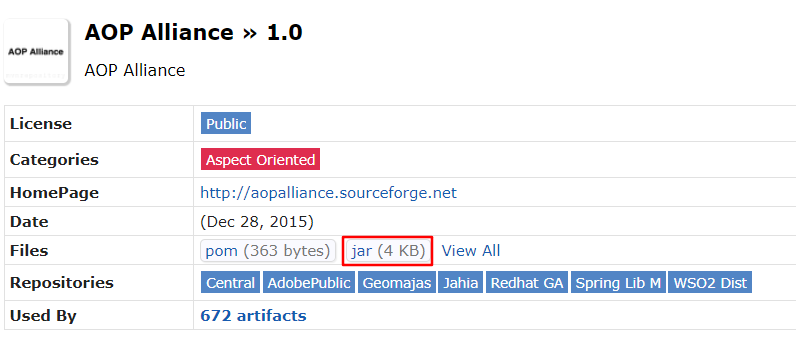 AOP Alliance
AOP Alliance » 1.0
AOP Alliance
License Public
Categories Aspect Oriented
HomePage http://aopalliance.sourceforge.net
Date (Dec 28, 2015)
Files pom (363 bytes) jar (4 KB) View All
Repositories Central AdobePublic Geomajas Jahia Redhat GA Spring Lib M WSO2 Dist
Used By 672 artifacts